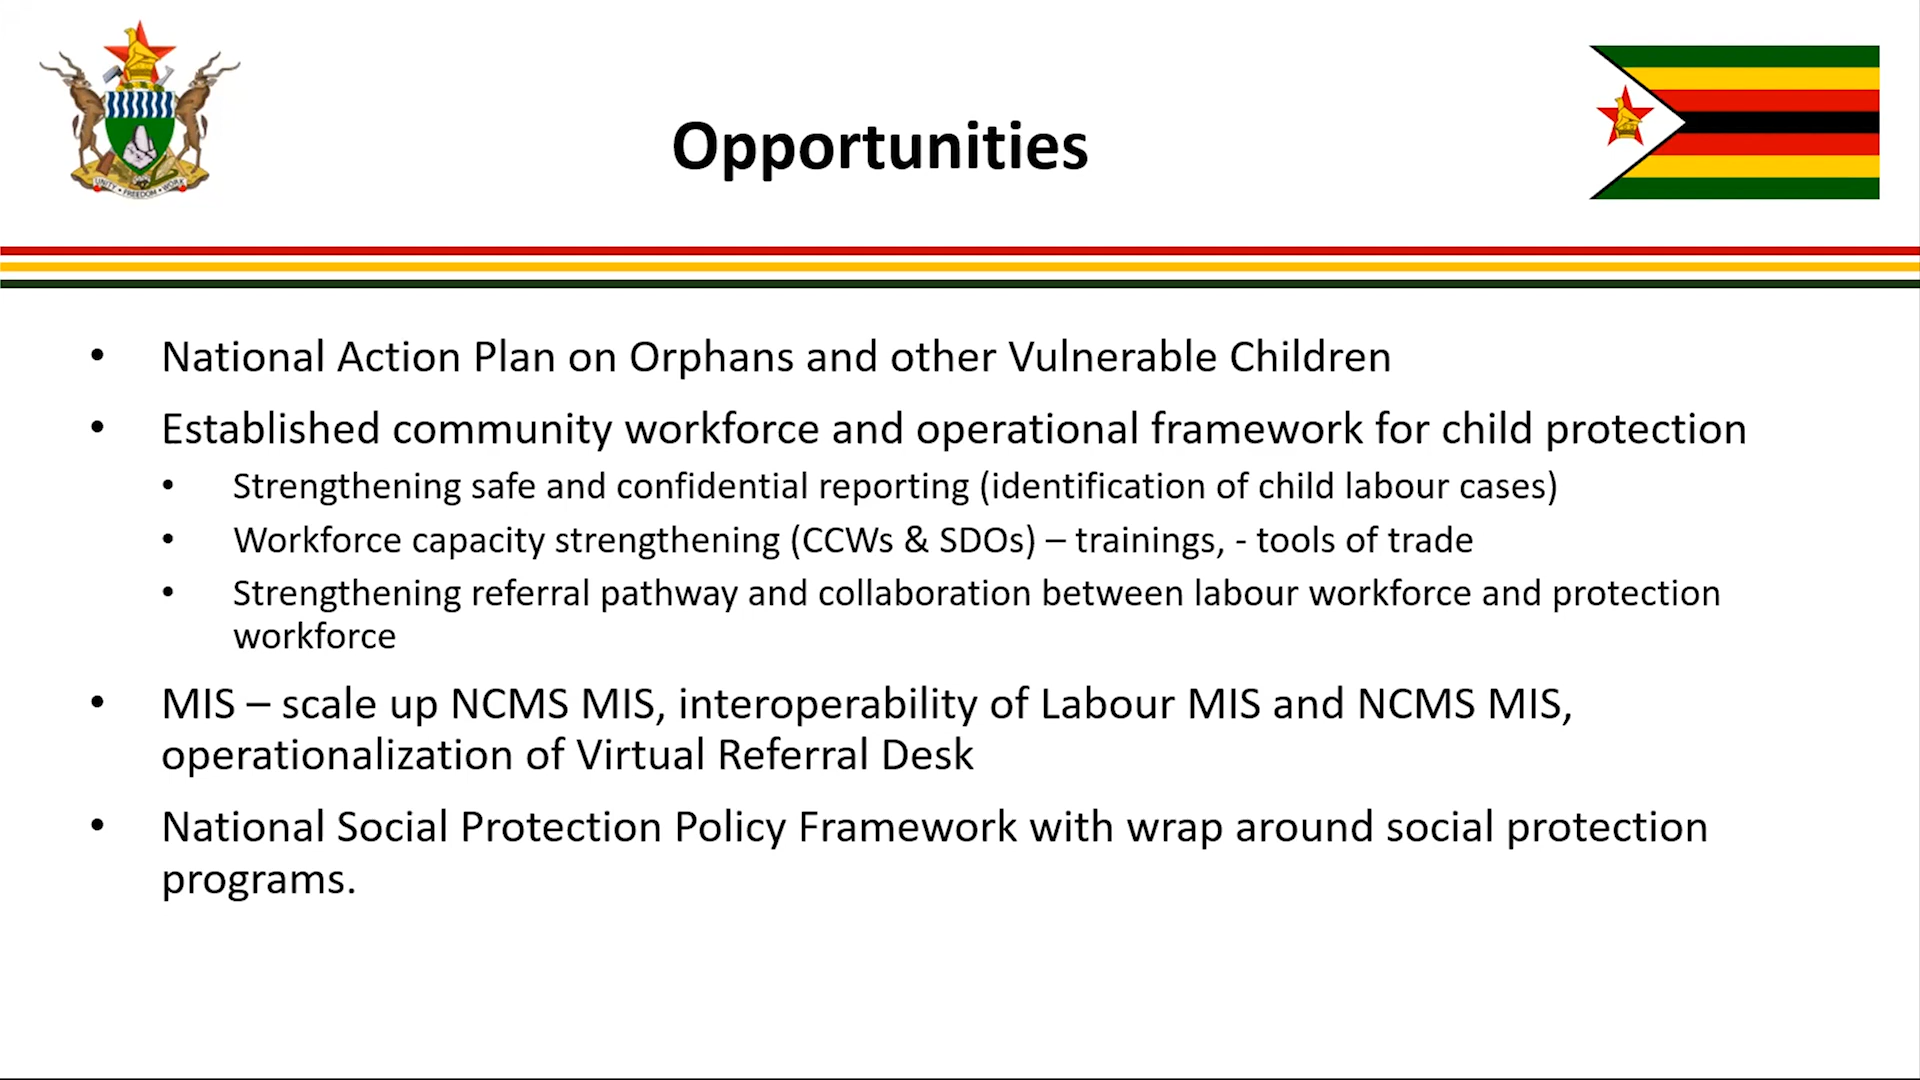 Opportunities
UNITY • FREEDOM • WORK
• National Action Plan on Orphans and other Vulnerable Children
• Established community workforce and operational framework for child protection
• Strengthening safe and confidential reporting (identification of child labour cases)
• Workforce capacity strengthening (CCWs & SDOs) – trainings, - tools of trade
• Strengthening referral pathway and collaboration between labour workforce and protection
workforce
• MIS – scale up NCMS MIS, interoperability of Labour MIS and NCMS MIS,
operationalization of Virtual Referral Desk
• National Social Protection Policy Framework with wrap around social protection
programs.